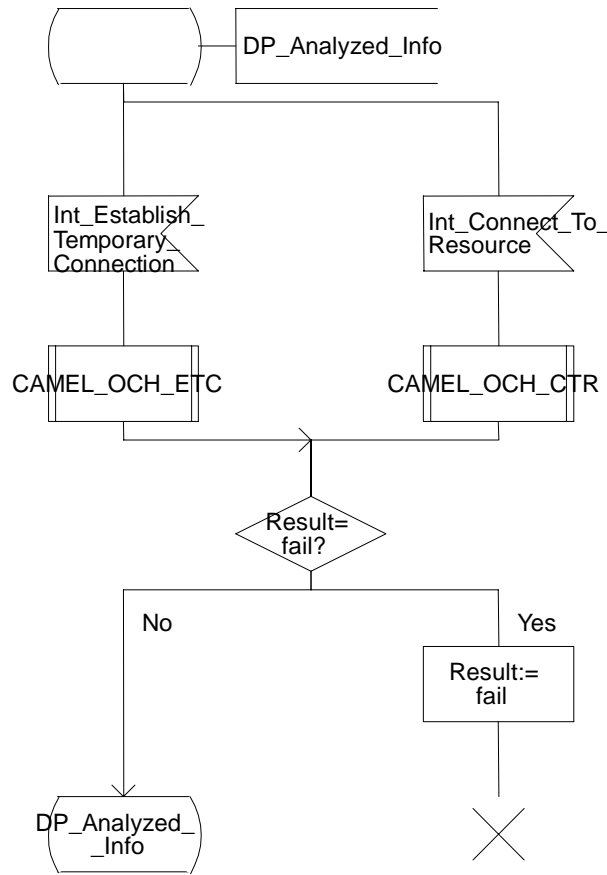 DP_Analyzed_Info
Int_Establish_
Temporary_
Connection
Int_Connect_To_
Resource
CAMEL_OCH_ETC
CAMEL_OCH_CTR
Result=
fail?
No
Yes
Result:=
fail
DP_Analyzed_
_Info